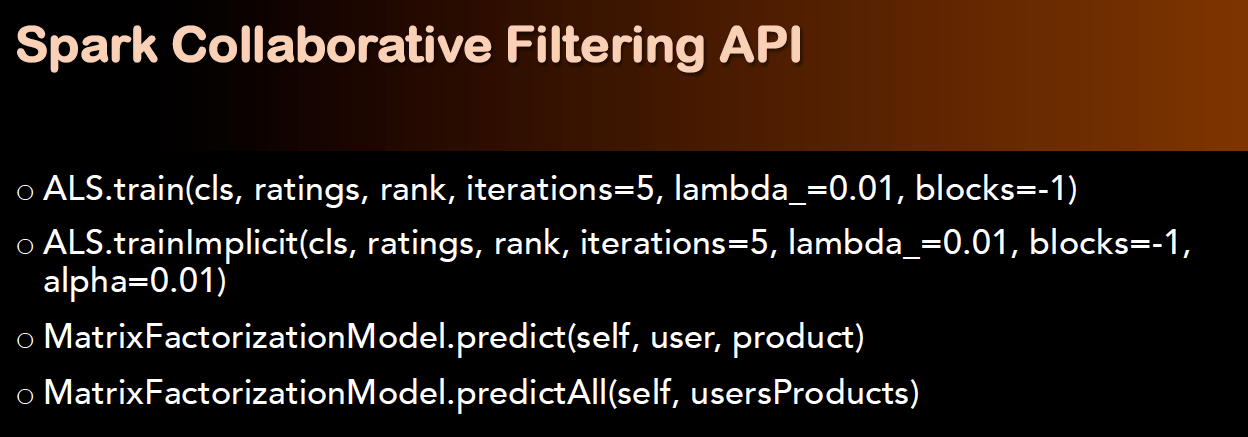 Spark Collaborative Filtering API
○ ALS.train(cls, ratings, rank, iterations=5, lambda_=0.01, blocks=-1)
○ ALS.trainImplicit(cls, ratings, rank, iterations=5, lambda_=0.01, blocks=-1,
alpha=0.01)
○ MatrixFactorizationModel.predict(self, user, product)
○ MatrixFactorizationModel.predictAll(self, usersProducts)